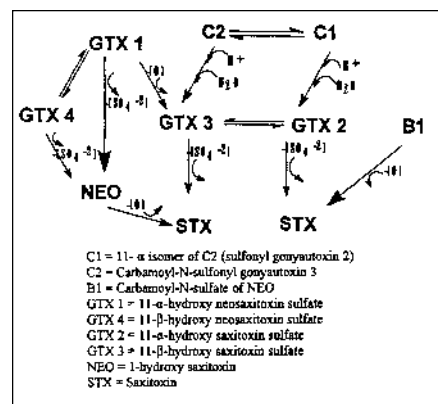 C2 C1
GTX 1
H + H +
-[O]
H2O H2O
-[SO4 -2]
GTX 4 GTX 3 GTX 2 B1
-[SO4 -2] -[SO4 -2] -[SO4 -2]
NEO -[O] -[O]
STX STX
C1 = 11- α isomer of C2 (sulfonyl gonyautoxin 2)
C2 = Carbamoyl-N-sulfonyl gonyautoxin 3
B1 = Carbamoyl-N-sulfate of NEO
GTX 1 = 11-α-hydroxy neosaxitoxin sulfate
GTX 4 = 11-β-hydroxy neosaxitoxin sulfate
GTX 2 = 11-α-hydroxy saxitoxin sulfate
GTX 3 = 11-β-hydroxy saxitoxin sulfate
NEO = 1-hydroxy saxitoxin
STX = Saxitoxin